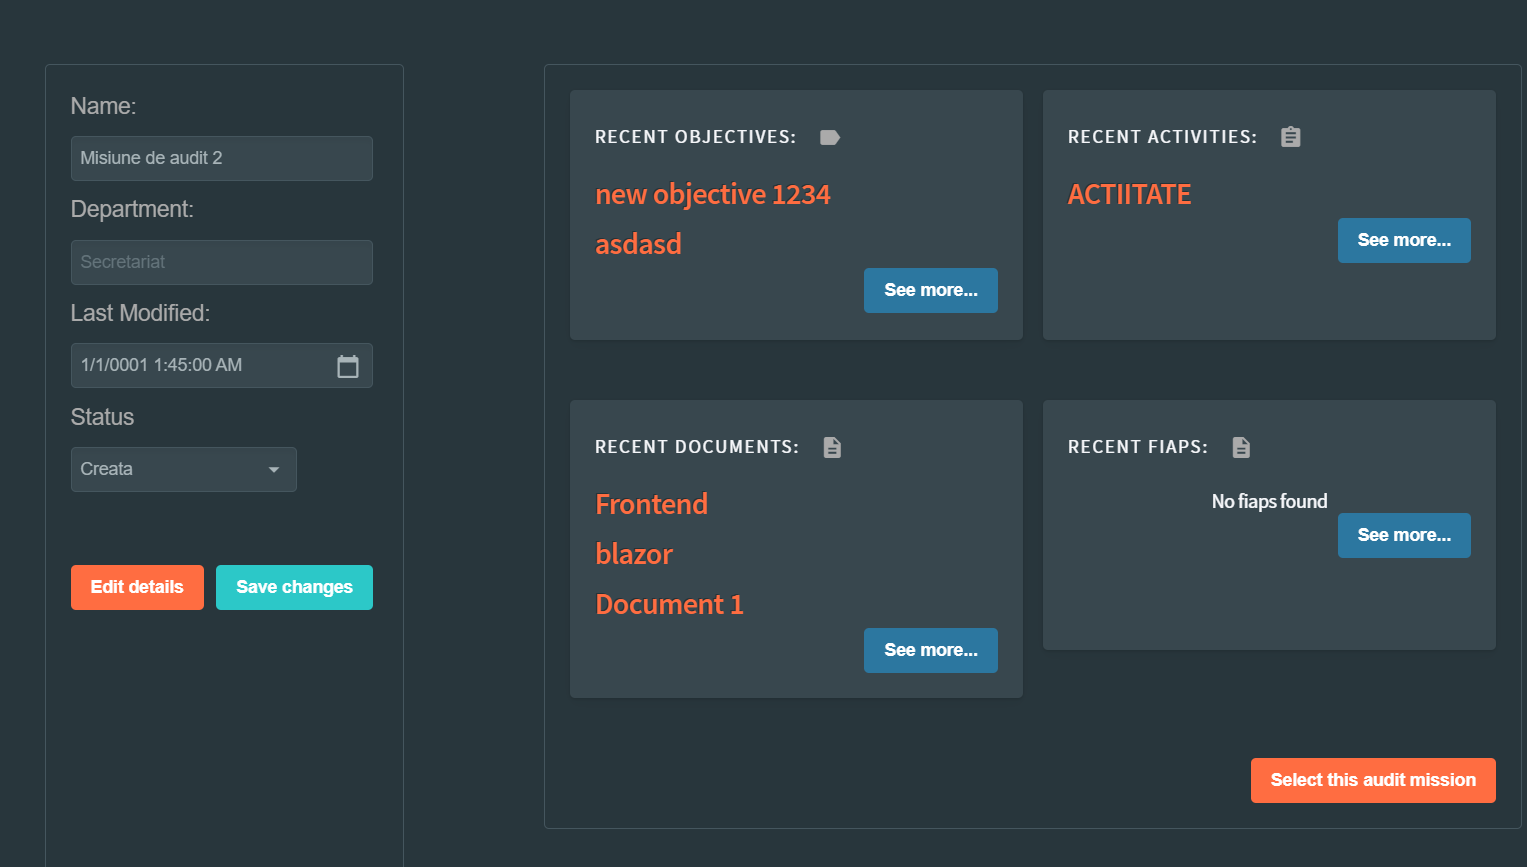 Name:
Misiune de audit 2
Department:
Secretariat
Last Modified:
1/1/0001 1:45:00 AM
Status
Creata
Edit details
Save changes
RECENT OBJECTIVES:
new objective 1234
asdasd
See more...
RECENT ACTIVITIES:
ACTIITATE
See more...
RECENT DOCUMENTS:
Frontend
blazor
Document 1
See more...
RECENT FIAPS:
No fiaps found
See more...
Select this audit mission